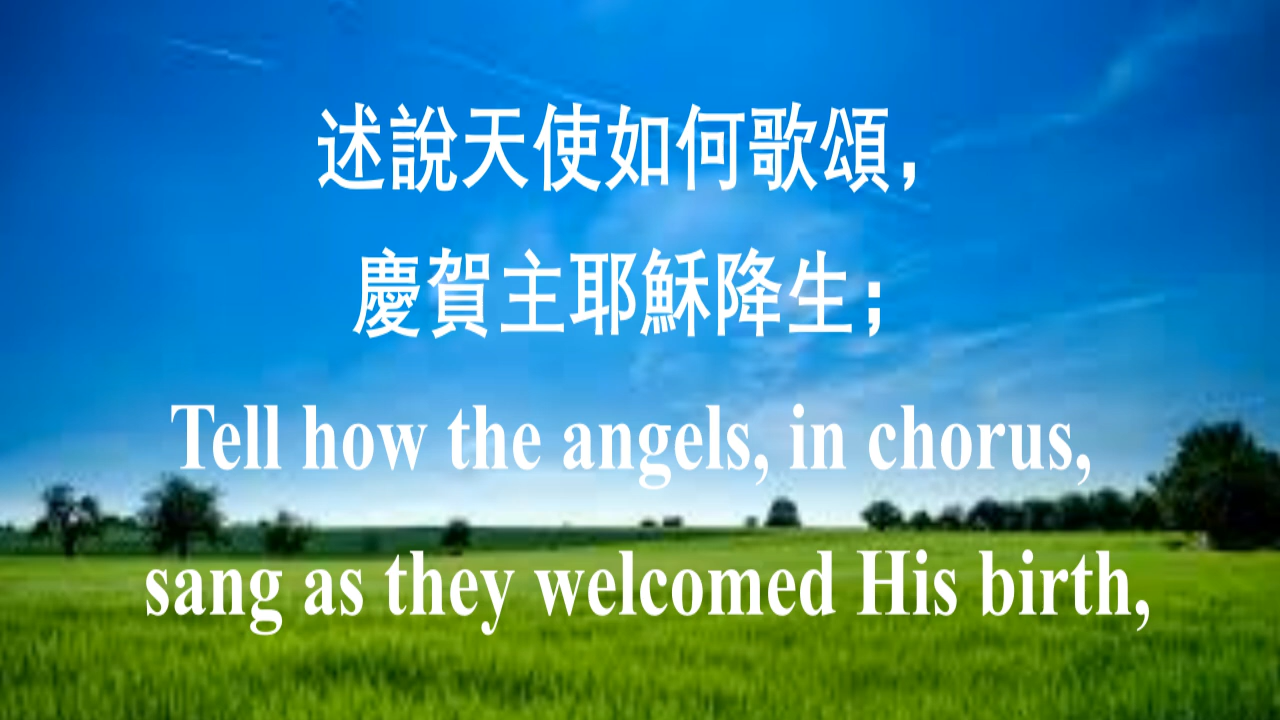 述說天使如何歌頌，
慶賀主耶穌降生；
Tell how the angels, in chorus,
sang as they welcomed His birth,